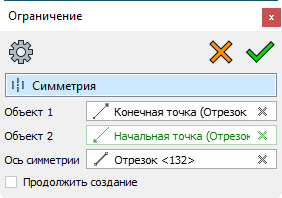 Ограничение
Симметрия
Объект 1 Конечная точка (Отрезок
Объект 2 Начальная точка (Отрезок
Ось симметрии Отрезок <132>
Продолжить создание